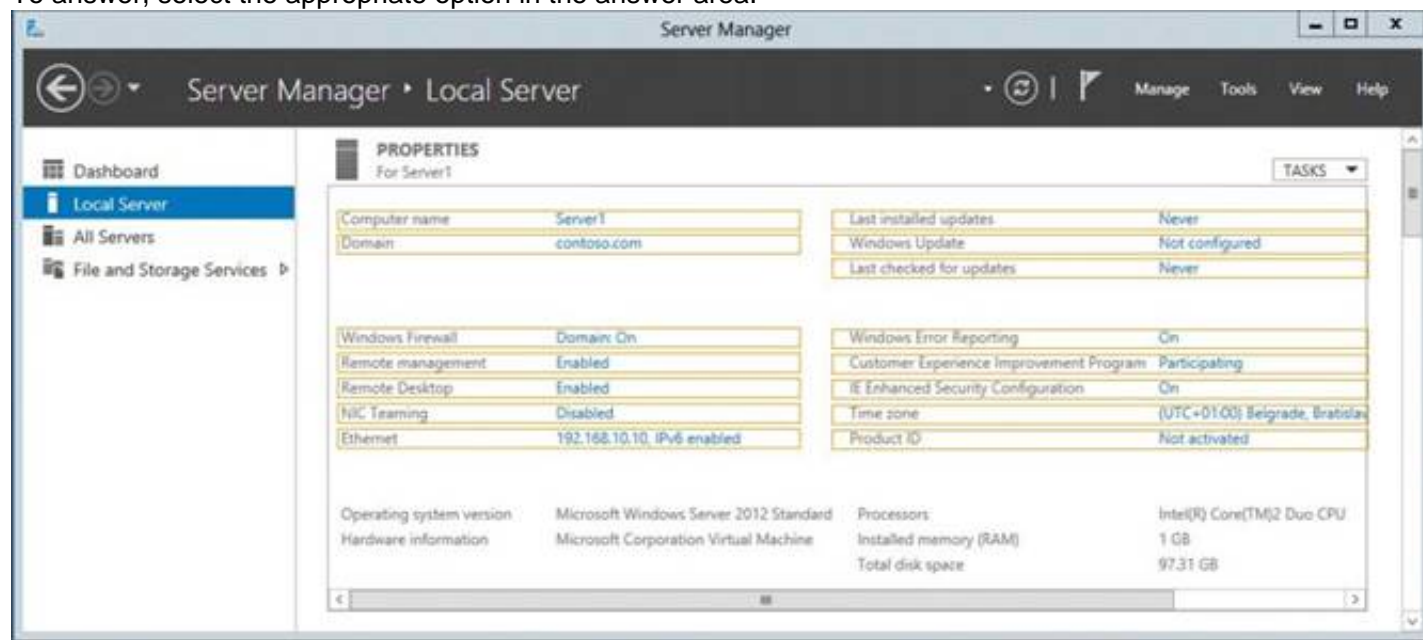 To answer, select the appropriate option in the answer area.
Server Manager
Server Manager • Local Server
Manage Tools View Help
Dashboard
Local Server
All Servers
File and Storage Services
PROPERTIES
For Server1
TASKS
Computer name Server1 Last installed updates Never
Domain contoso.com Windows Update Not configured
Last checked for updates Never
Windows Firewall Domain: On Windows Error Reporting On
Remote management Enabled Customer Experience Improvement Program Participating
Remote Desktop Enabled IE Enhanced Security Configuration On
NIC Teaming Disabled Time zone (UTC+01:00) Belgrade, Bratislav
Ethernet 192.168.10.10, IPv6 enabled Product ID Not activated
Operating system version Microsoft Windows Server 2012 Standard Processors Intel(R) Core(TM)2 Duo CPU
Hardware information Microsoft Corporation Virtual Machine Installed memory (RAM) 1 GB
Total disk space 97.31 GB